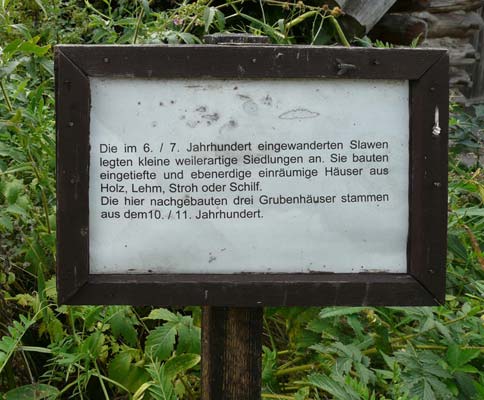 Die im 6. / 7. Jahrhundert eingewanderten Slawen
legten kleine weilerartige Siedlungen an. Sie bauten
eingetiefte und ebenerdige einräumige Häuser aus
Holz, Lehm, Stroh oder Schilf.
Die hier nachgebauten drei Grubenhäuser stammen
aus dem10. / 11. Jahrhundert.